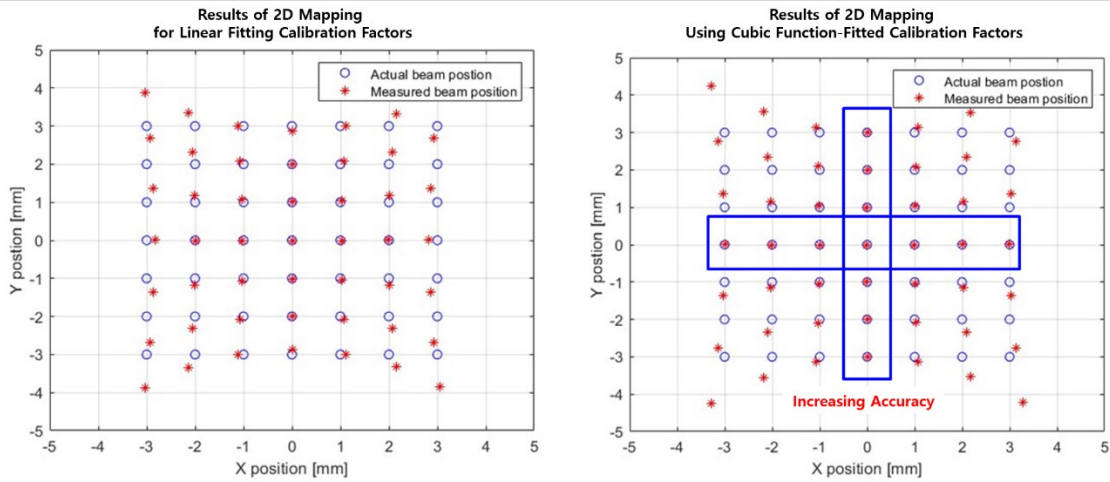 Results of 2D Mapping
for Linear Fitting Calibration Factors
5
4
3
2
1
0
-1
-2
-3
-4
-5
Y postion [mm]
-5 -4 -3 -2 -1 0 1 2 3 4 5
X position [mm]
Actual beam postion
Measured beam position
Results of 2D Mapping
Using Cubic Function-Fitted Calibration Factors
5
4
3
2
1
0
-1
-2
-3
-4
-5
Y postion [mm]
-5 -4 -3 -2 -1 0 1 2 3 4 5
X position [mm]
Actual beam position
Measured beam position
Increasing Accuracy